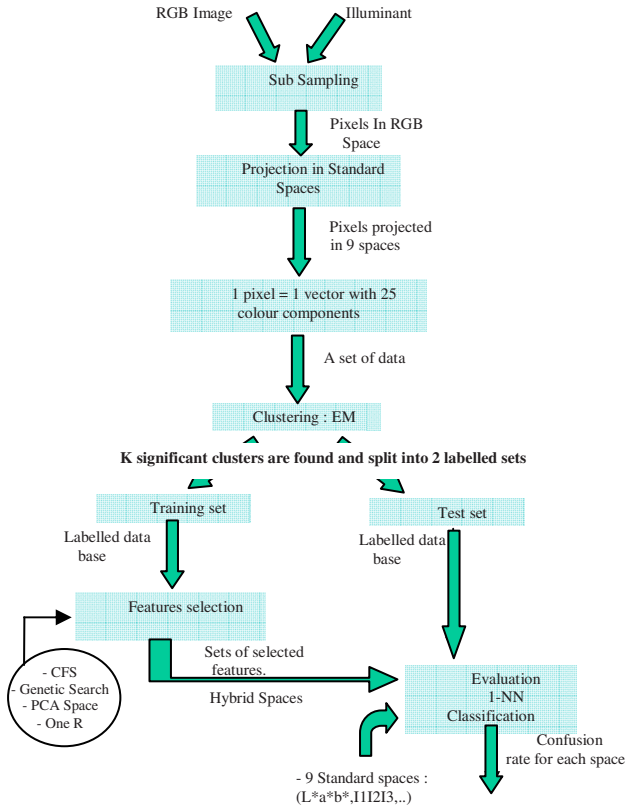 RGB Image
Illuminant
Sub Sampling
Pixels In RGB
Space
Projection in Standard
Spaces
Pixels projected
in 9 spaces
1 pixel = 1 vector with 25
colour components
A set of data
Clustering : EM
K significant clusters are found and split into 2 labelled sets
Training set
Test set
Labelled data
base
Labelled data
base
Features selection
- CFS
- Genetic Search
- PCA Space
- One R
Sets of selected
features.
Hybrid Spaces
Evaluation
1-NN
Classification
Confusion
rate for each space
- 9 Standard spaces :
(L*a*b*,I1I2I3,..)